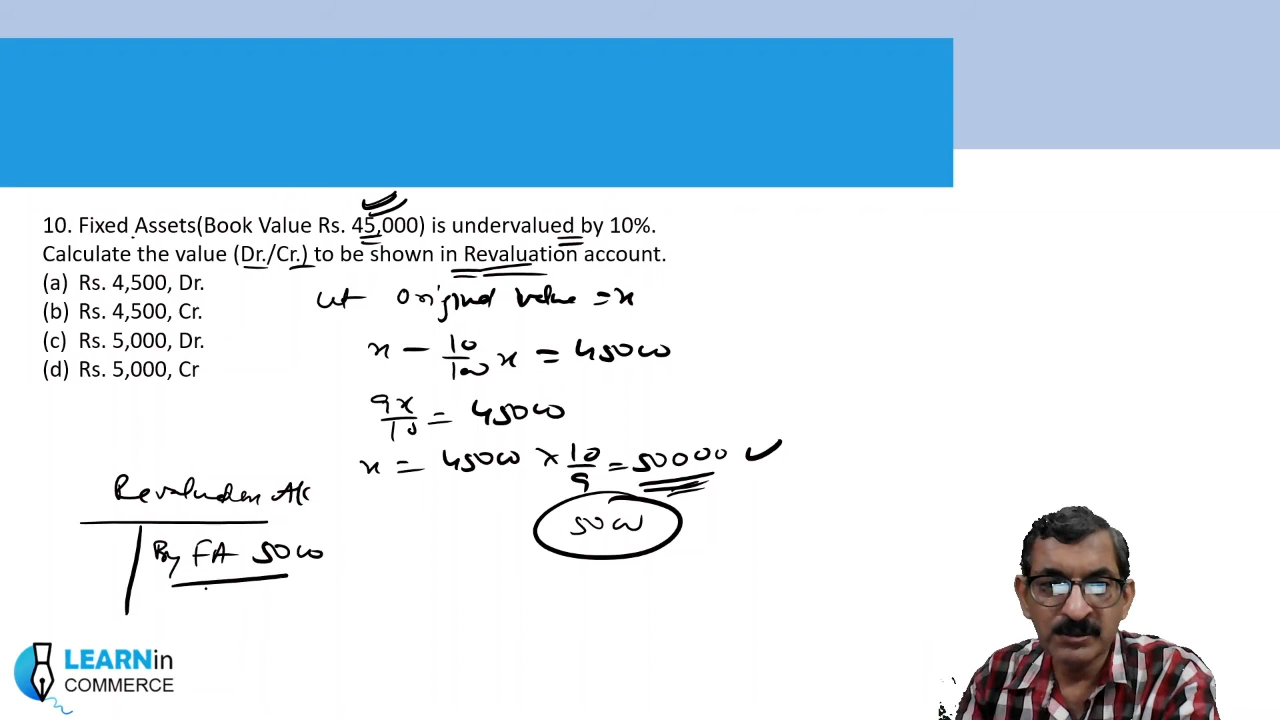 10. Fixed Assets(Book Value Rs. 45,000) is undervalued by 10%.
Calculate the value (Dr./Cr.) to be shown in Revaluation account.
(a) Rs. 4,500, Dr.
(b) Rs. 4,500, Cr.
(c) Rs. 5,000, Dr.
(d) Rs. 5,000, Cr
Let Original value = x
x - 10/100 x = 45000
9x/10 = 45000
x = 45000 × 10/9 = 50000
5000
Revaluation A/c
By FA 5000
LEARNin
COMMERCE